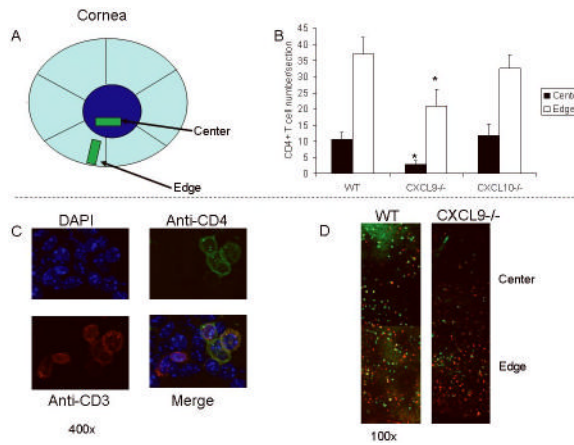 Cornea
A
Center
Edge
B
CD4+ T cell number/section
45
40
35
30
25
20
15
10
5
0
*
*
WT
CXCL9-/-
CXCL10-/-
Cente
Edge
C
DAPI
Anti-CD4
Anti-CD3
Merge
400x
D
WT
CXCL9-/-
Center
Edge
100x